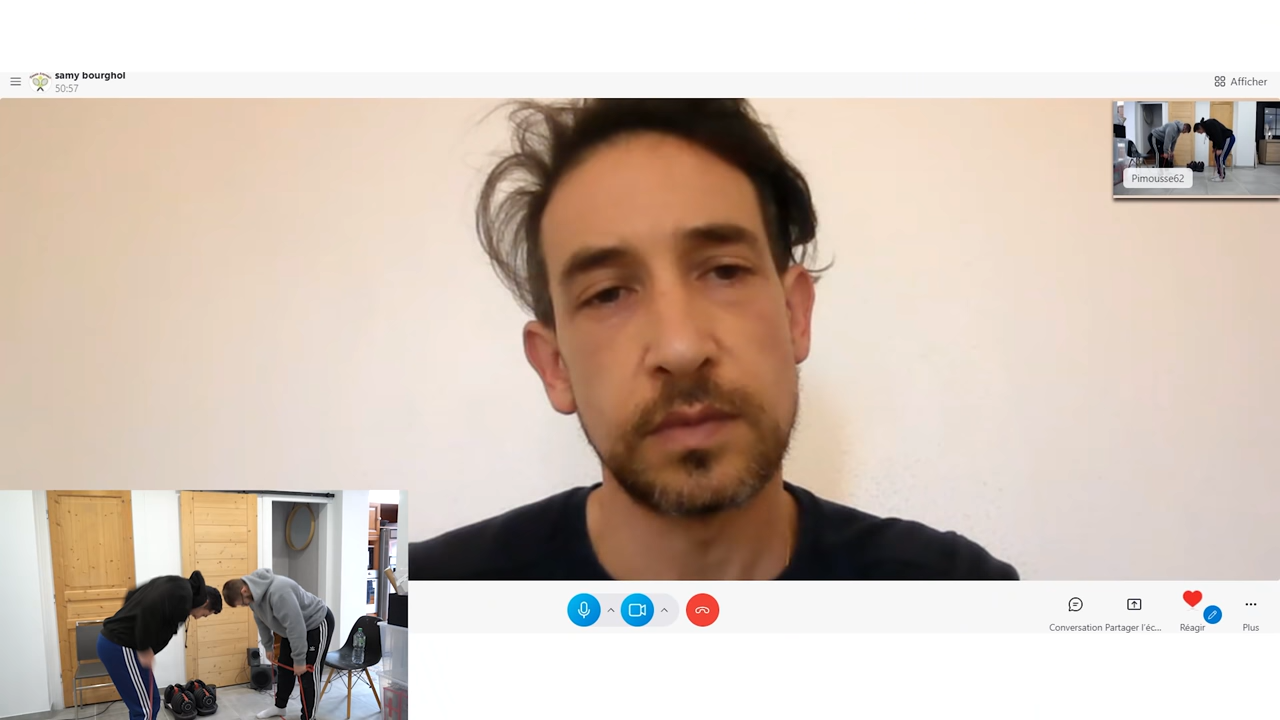 samy bourghol
50:57
Afficher
Pimousse62
Conversation
Partager l'éc...
Réagir
Plus